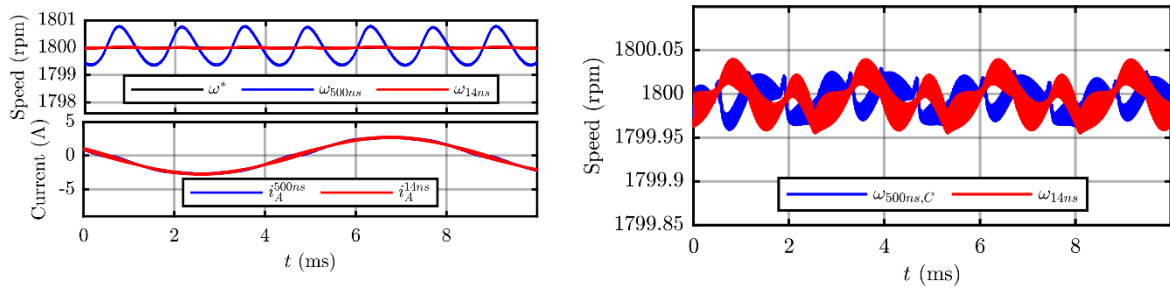 Speed (rpm)
1801
1800
1799
1798
ω*
ω500ns
ω14ns
Current (A)
5
0
-5
i_A^500ns
i_A^14ns
0 2 4 6 8
t (ms)
Speed (rpm)
1800.05
1800
1799.95
1799.9
1799.85
ω500ns,C
ω14ns
0 2 4 6 8
t (ms)